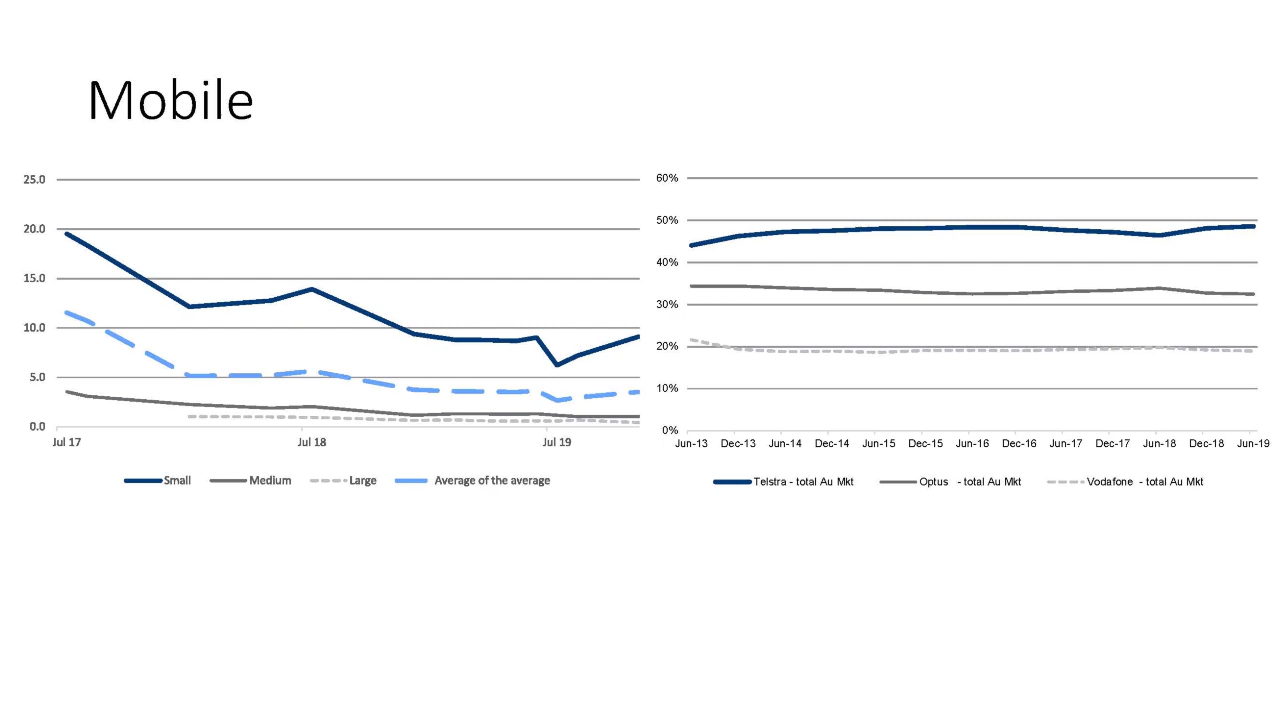 Mobile
25.0
20.0
15.0
10.0
5.0
0.0
Jul 17 Jul 18 Jul 19
Small Medium Large Average of the average
60%
50%
40%
30%
20%
10%
0%
Jun-13 Dec-13 Jun-14 Dec-14 Jun-15 Dec-15 Jun-16 Dec-16 Jun-17 Dec-17 Jun-18 Dec-18 Jun-19
Telstra - total Au Mkt Optus - total Au Mkt Vodafone - total Au Mkt